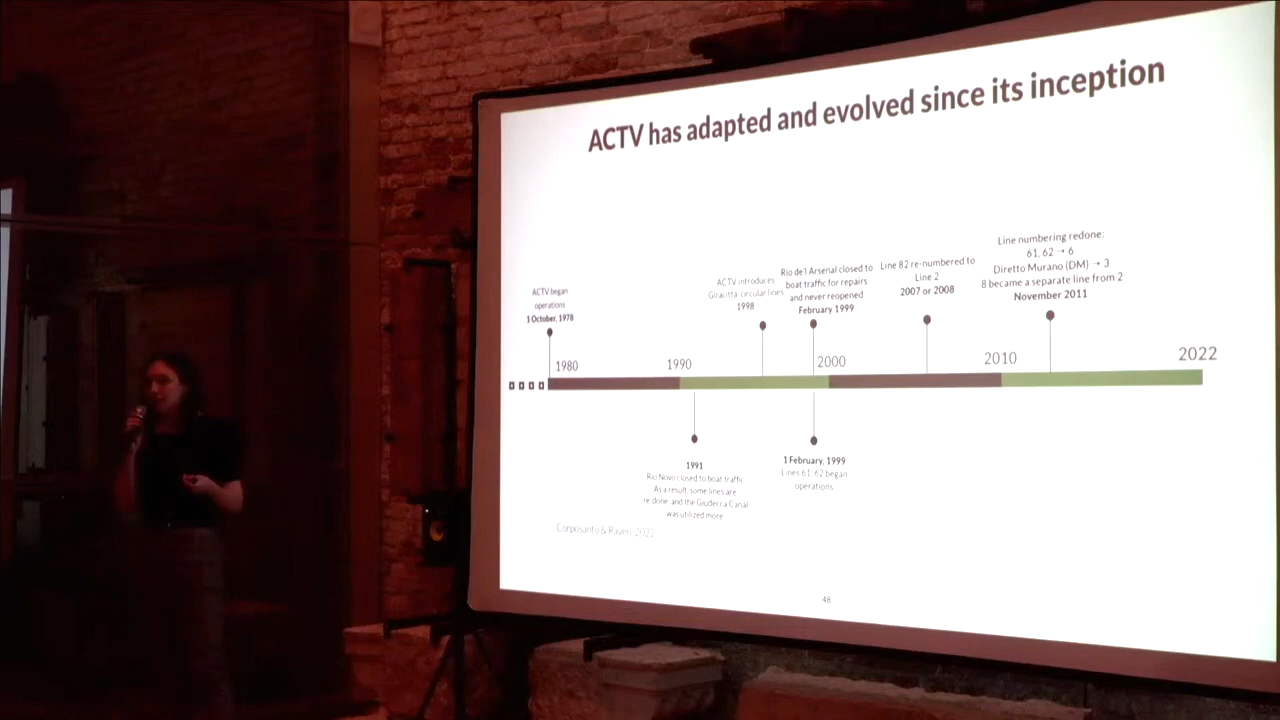 ACTV has adapted and evolved since its inception
ACTV began
operations
1 October, 1978
ACTV introduces
circular lines
1998
Rio de'l Arsenal closed to
boat traffic for repairs
and never reopened
February 1999
Line 82 re-numbered to
Line 2
2007 or 2008
Line numbering redone:
61, 62 → 6
Diretto Murano (DM) → 3
8 became a separate line from 2
November 2011
1980
1990
2000
2010
2022
1991
Rio Novo closed to boat traffic
As a result, some lines are
re done, and the Giudecca Canal
was utilized more
1 February, 1999
Lines 61, 62 began
operations
Corposanto & 2022
48